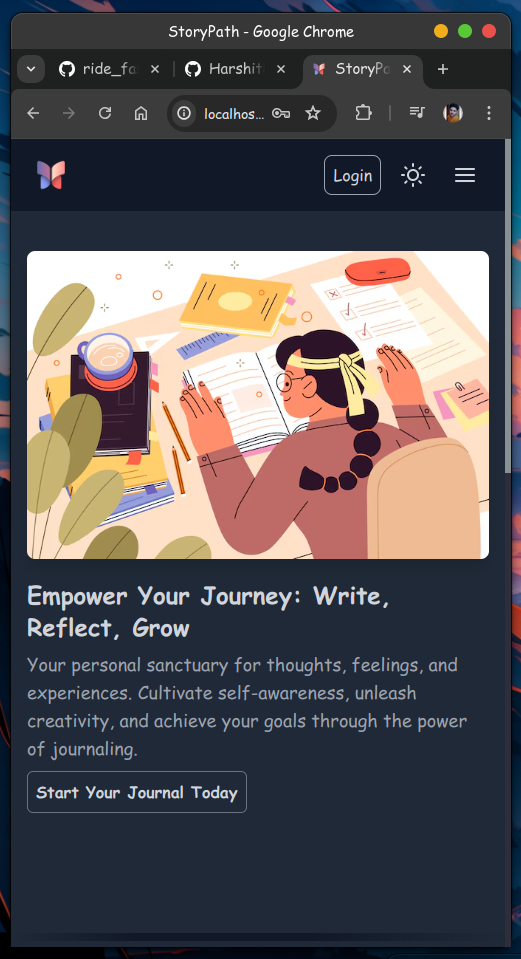 StoryPath - Google Chrome
ride_fa
Harshit
StoryPa
localhos...
Login
Empower Your Journey: Write,
Reflect, Grow
Your personal sanctuary for thoughts, feelings, and
experiences. Cultivate self-awareness, unleash
creativity, and achieve your goals through the power
of journaling.
Start Your Journal Today